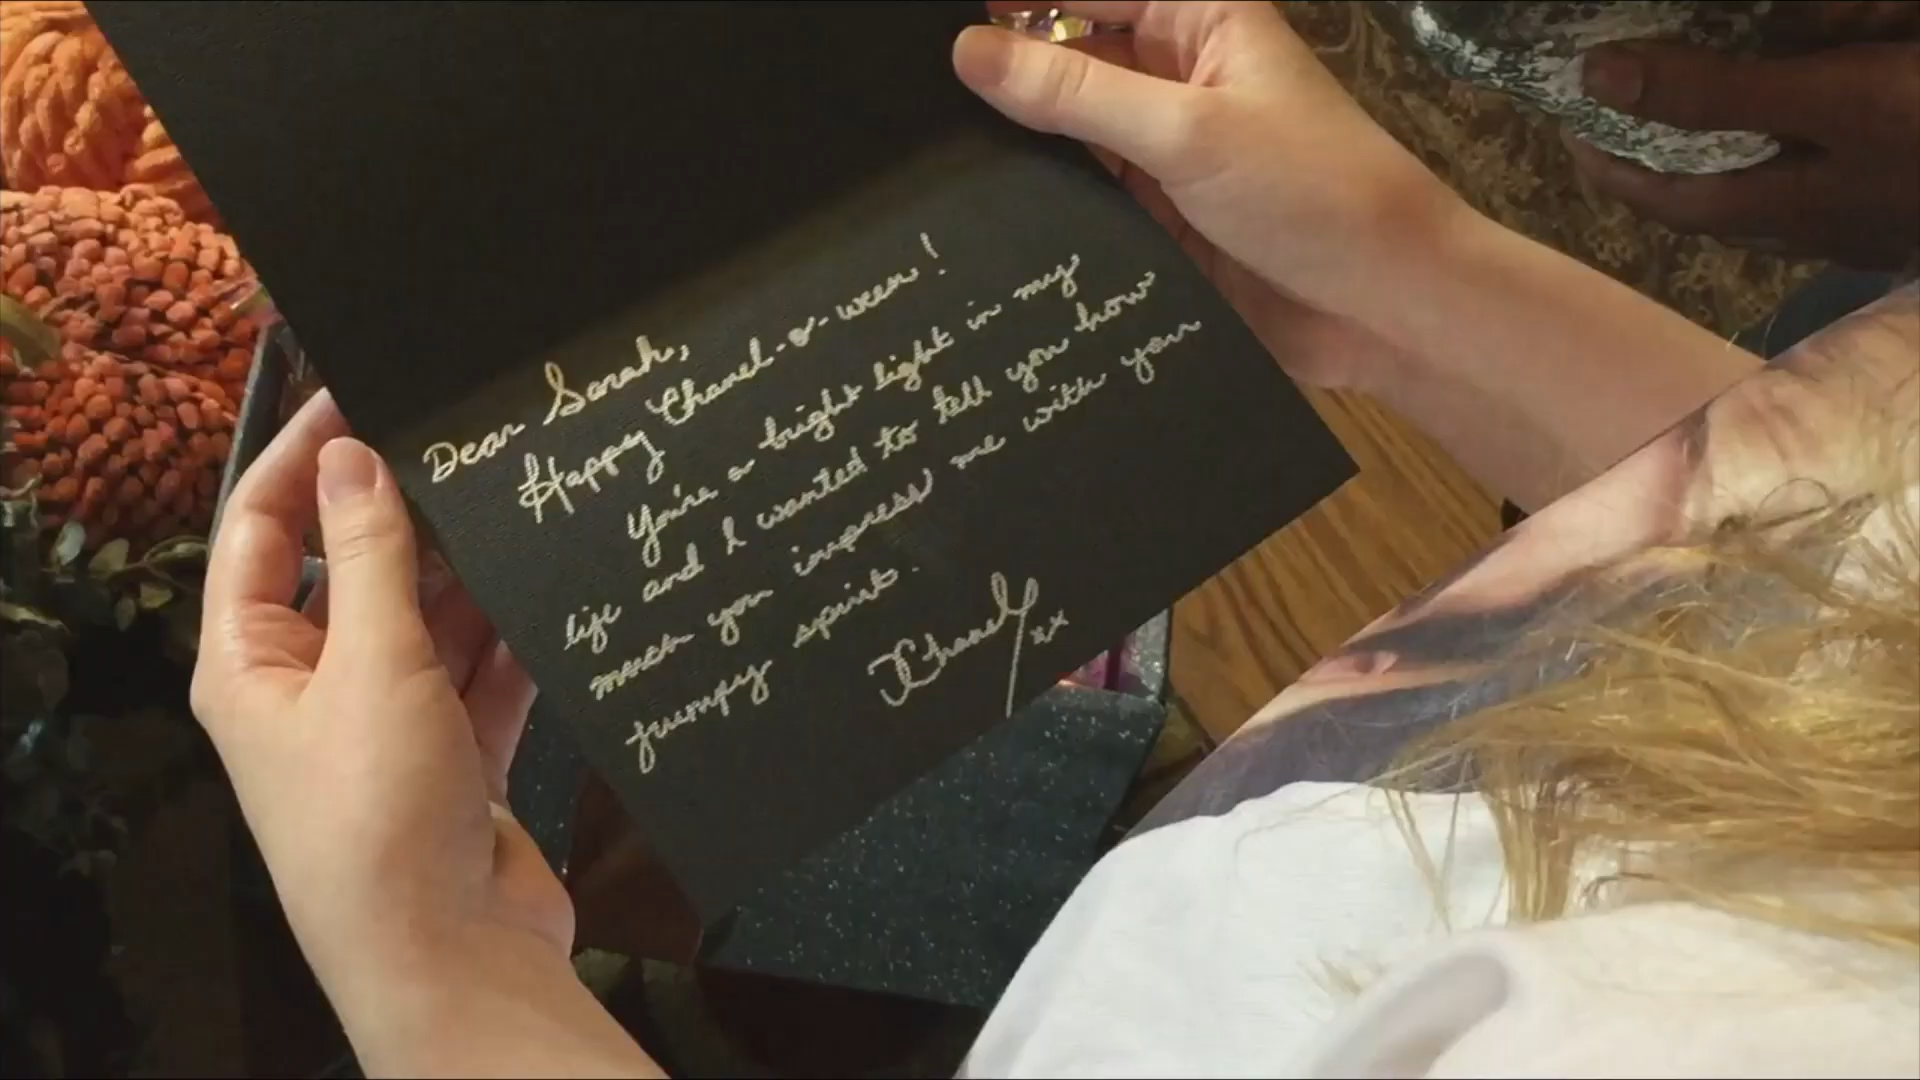 Dear Sarah,
Happy Chanel-o-ween!
You're a bright light in my
life and I wanted to tell you how
much you impress me with your
frumpy spirit.
Chanel
xx